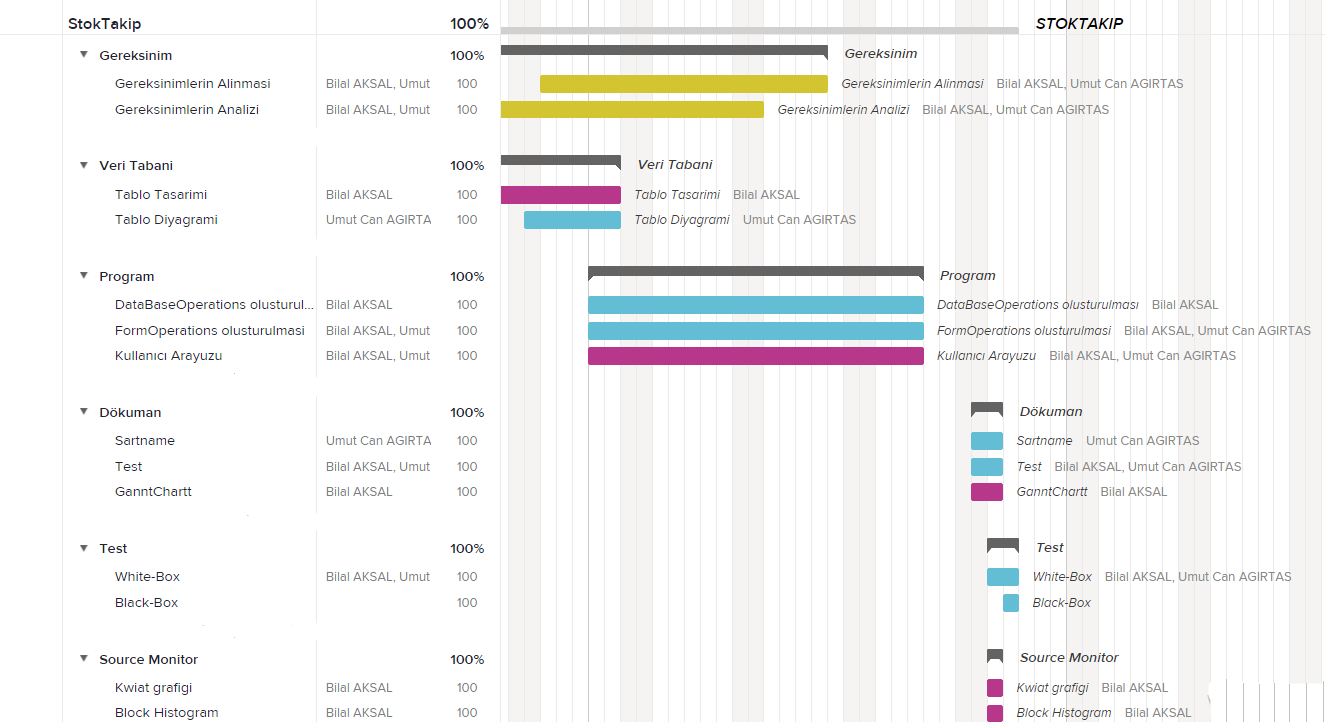 StokTakip 100% STOKTAKIP
Gereksinim 100% Gereksinim
Gereksinimlerin Alinmasi Bilal AKSAL, Umut 100 Gereksinimlerin Alinmasi Bilal AKSAL, Umut Can AGIRTAS
Gereksinimlerin Analizi Bilal AKSAL, Umut 100 Gereksinimlerin Analizi Bilal AKSAL, Umut Can AGIRTAS
Veri Tabani 100% Veri Tabani
Tablo Tasarimi Bilal AKSAL 100 Tablo Tasarimi Bilal AKSAL
Tablo Diyagrami Umut Can AGIRTA 100 Tablo Diyagrami Umut Can AGIRTAS
Program 100% Program
DataBaseOperations olusturul... Bilal AKSAL 100 DataBaseOperations olusturulması Bilal AKSAL
FormOperations olusturulmasi Bilal AKSAL, Umut 100 FormOperations olusturulmasi Bilal AKSAL, Umut Can AGIRTAS
Kullanıcı Arayuzu Bilal AKSAL, Umut 100 Kullanıcı Arayuzu Bilal AKSAL, Umut Can AGIRTAS
Dökuman 100% Dökuman
Sartname Umut Can AGIRTA 100 Sartname Umut Can AGIRTAS
Test Bilal AKSAL, Umut 100 Test Bilal AKSAL, Umut Can AGIRTAS
GanntChartt Bilal AKSAL 100 GanntChartt Bilal AKSAL
Test 100% Test
White-Box Bilal AKSAL, Umut 100 White-Box Bilal AKSAL, Umut Can AGIRTAS
Black-Box 100 Black-Box
Source Monitor 100% Source Monitor
Kwiat grafigi Bilal AKSAL 100 Kwiat grafigi Bilal AKSAL
Block Histogram Bilal AKSAL 100 Block Histogram Bilal AKSAL